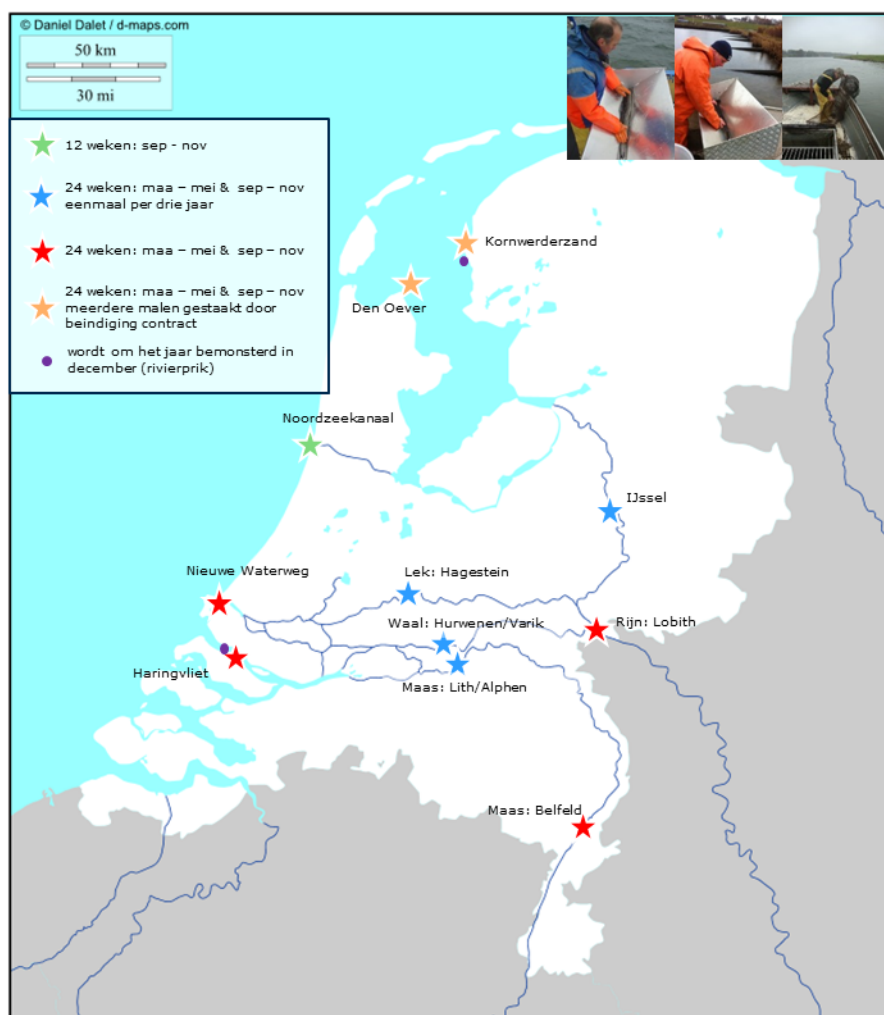 © Daniel Dalet / d-maps.com
50 km
30 mi
12 weken: sep - nov
24 weken: maa – mei & sep – nov
eenmaal per drie jaar
24 weken: maa – mei & sep – nov
24 weken: maa – mei & sep – nov
meerdere malen gestaakt door
beindiging contract
wordt om het jaar bemonsterd in
december (rivierprik)
Kornwerderzand
Den Oever
Noordzeekanaal
IJssel
Nieuwe Waterweg
Lek: Hagestein
Waal: Hurwenen/Varik
Rijn: Lobith
Haringvliet
Maas: Lith/Alphen
Maas: Belfeld